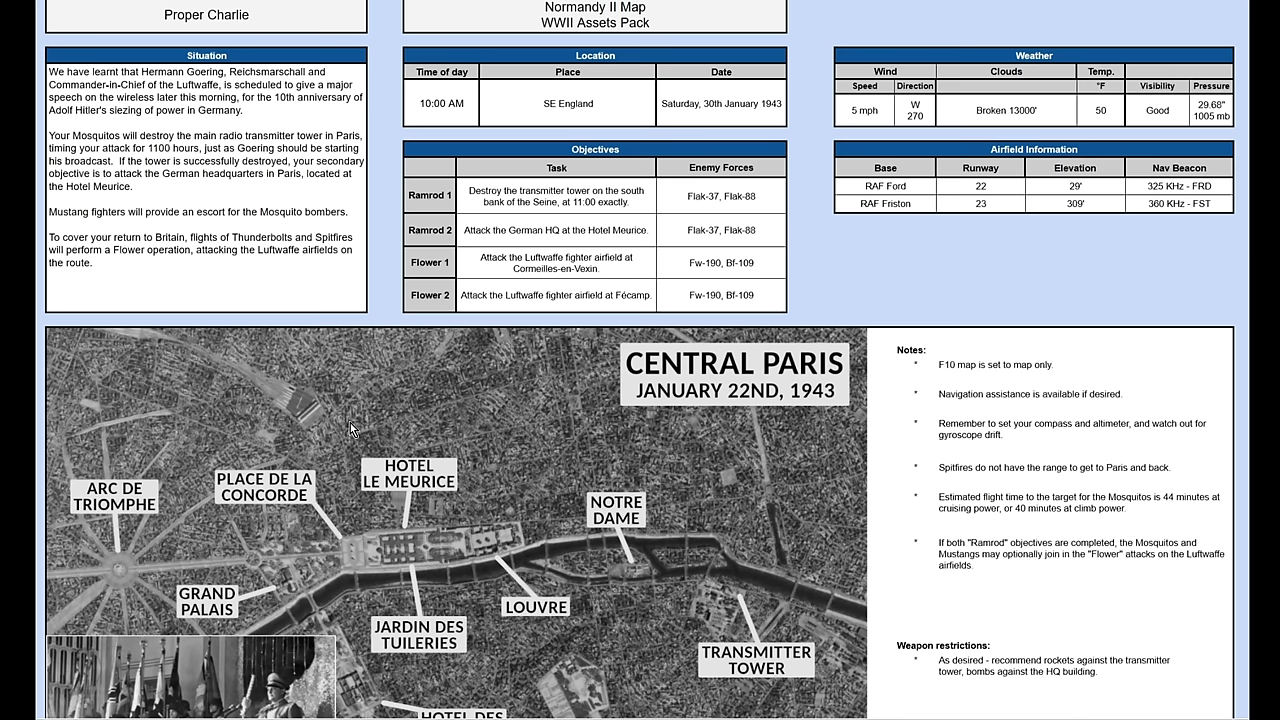 Proper Charlie
Normandy II Map
WWII Assets Pack
Situation
We have learnt that Hermann Goering, Reichsmarschall and
Commander-in-Chief of the Luftwaffe, is scheduled to give a major
speech on the wireless later this morning, for the 10th anniversary of
Adolf Hitler's siezing of power in Germany.
Your Mosquitos will destroy the main radio transmitter tower in Paris,
timing your attack for 1100 hours, just as Goering should be starting
his broadcast.  If the tower is successfully destroyed, your secondary
objective is to attack the German headquarters in Paris, located at
the Hotel Meurice.
Mustang fighters will provide an escort for the Mosquito bombers.
To cover your return to Britain, flights of Thunderbolts and Spitfires
will perform a Flower operation, attacking the Luftwaffe airfields on
the route.
Location
Time of day Place Date
10:00 AM SE England Saturday, 30th January 1943
Objectives
Task Enemy Forces
Ramrod 1 Destroy the transmitter tower on the south
bank of the Seine, at 11:00 exactly. Flak-37, Flak-88
Ramrod 2 Attack the German HQ at the Hotel Meurice. Flak-37, Flak-88
Flower 1 Attack the Luftwaffe fighter airfield at
Cormeilles-en-Vexin. Fw-190, Bf-109
Flower 2 Attack the Luftwaffe fighter airfield at Fécamp. Fw-190, Bf-109
Weather
Wind Clouds Temp.
Speed Direction °F Visibility Pressure
5 mph W
270 Broken 13000' 50 Good 29.68"
1005 mb
Airfield Information
Base Runway Elevation Nav Beacon
RAF Ford 22 29' 325 KHz - FRD
RAF Friston 23 309' 360 KHz - FST
CENTRAL PARIS
JANUARY 22ND, 1943
ARC DE
TRIOMPHE
PLACE DE LA
CONCORDE
HOTEL
LE MEURICE
NOTRE
DAME
GRAND
PALAIS
JARDIN DES
TUILERIES
LOUVRE
TRANSMITTER
TOWER
HOTEL DES
Notes:
* F10 map is set to map only.
* Navigation assistance is available if desired.
* Remember to set your compass and altimeter, and watch out for
gyroscope drift.
* Spitfires do not have the range to get to Paris and back.
* Estimated flight time to the target for the Mosquitos is 44 minutes at
cruising power, or 40 minutes at climb power.
* If both "Ramrod" objectives are completed, the Mosquitos and
Mustangs may optionally join in the "Flower" attacks on the Luftwaffe
airfields.
Weapon restrictions:
* As desired - recommend rockets against the transmitter
tower, bombs against the HQ building.